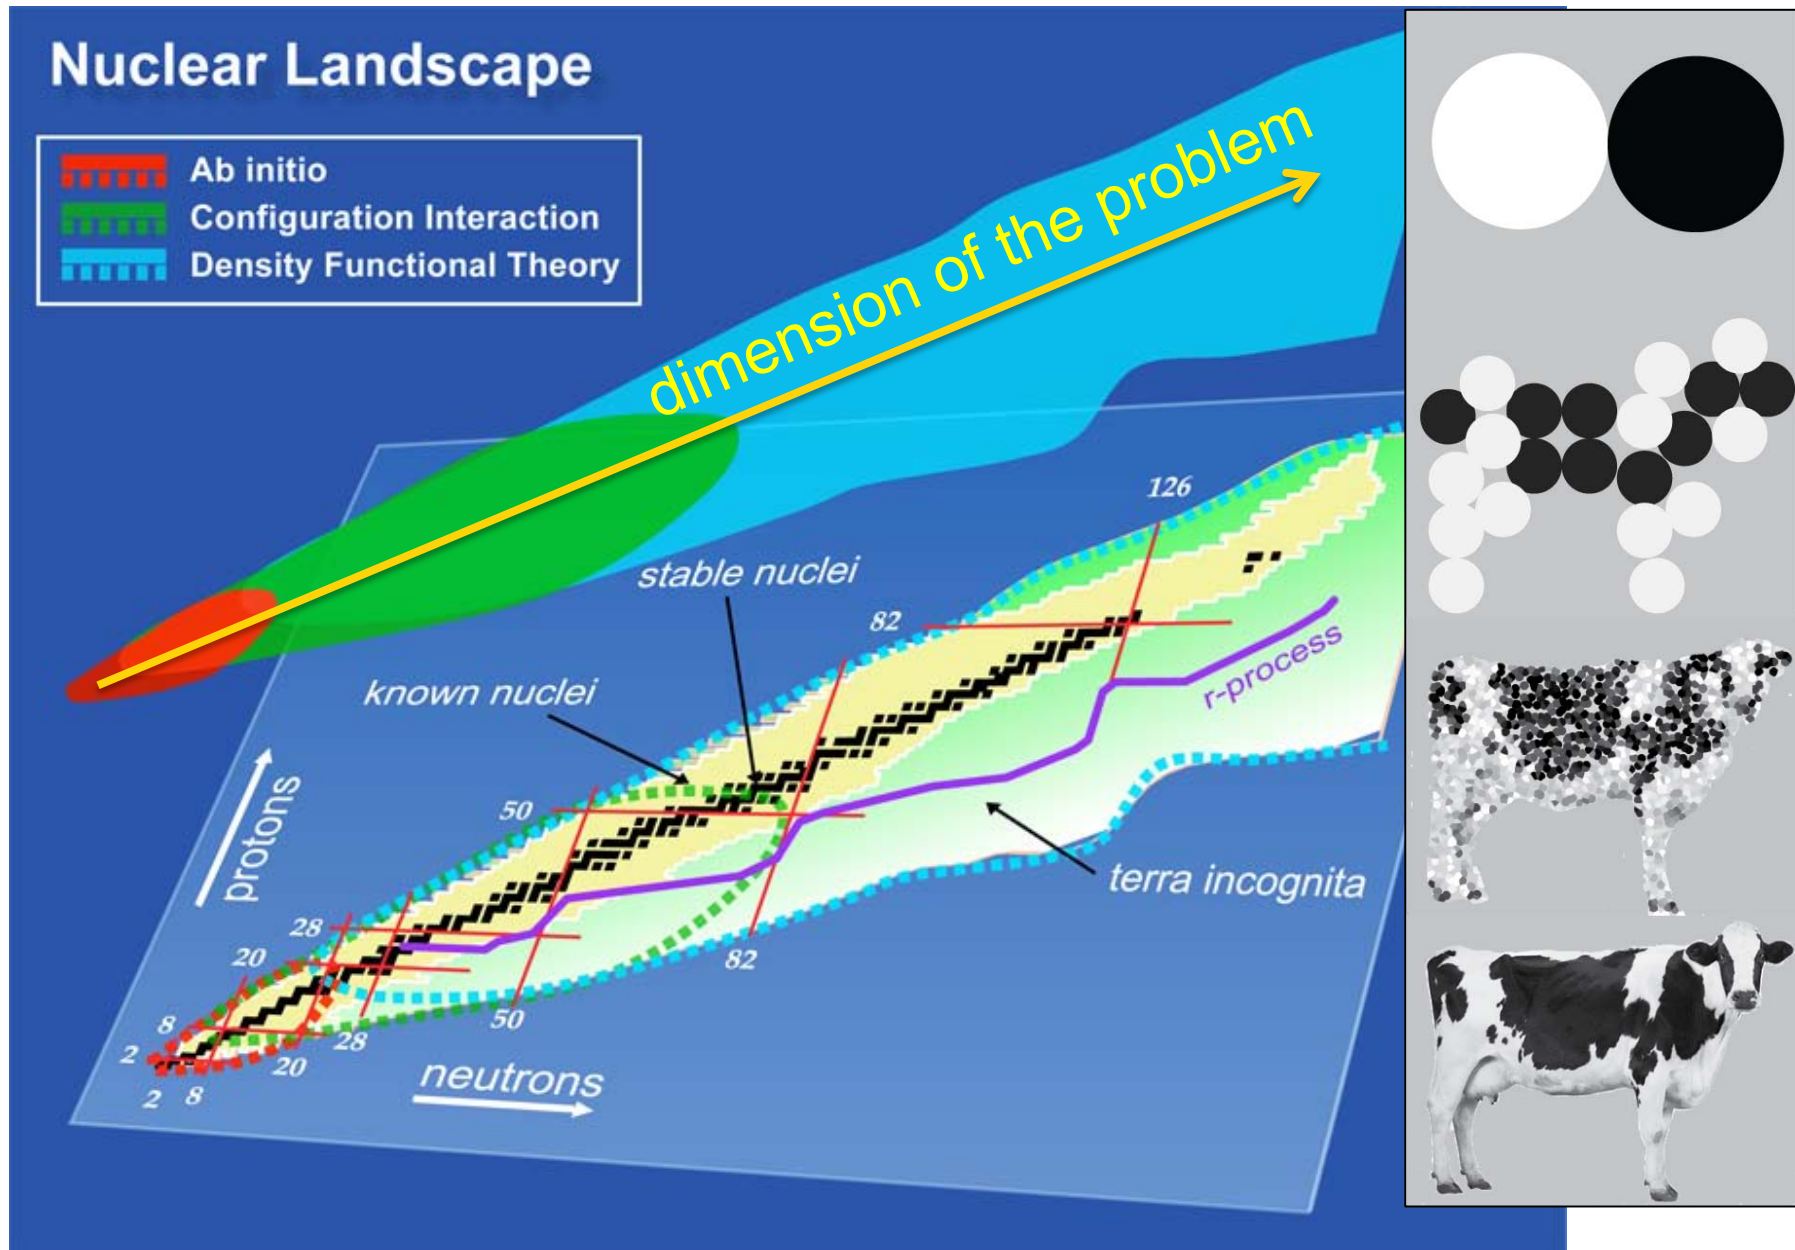 Nuclear Landscape
Ab initio
Configuration Interaction
Density Functional Theory
dimension of the problem
126
stable nuclei
82
known nuclei
r-process
protons
50
terra incognita
28
20
82
8
50
28
20
2
neutrons
2
8